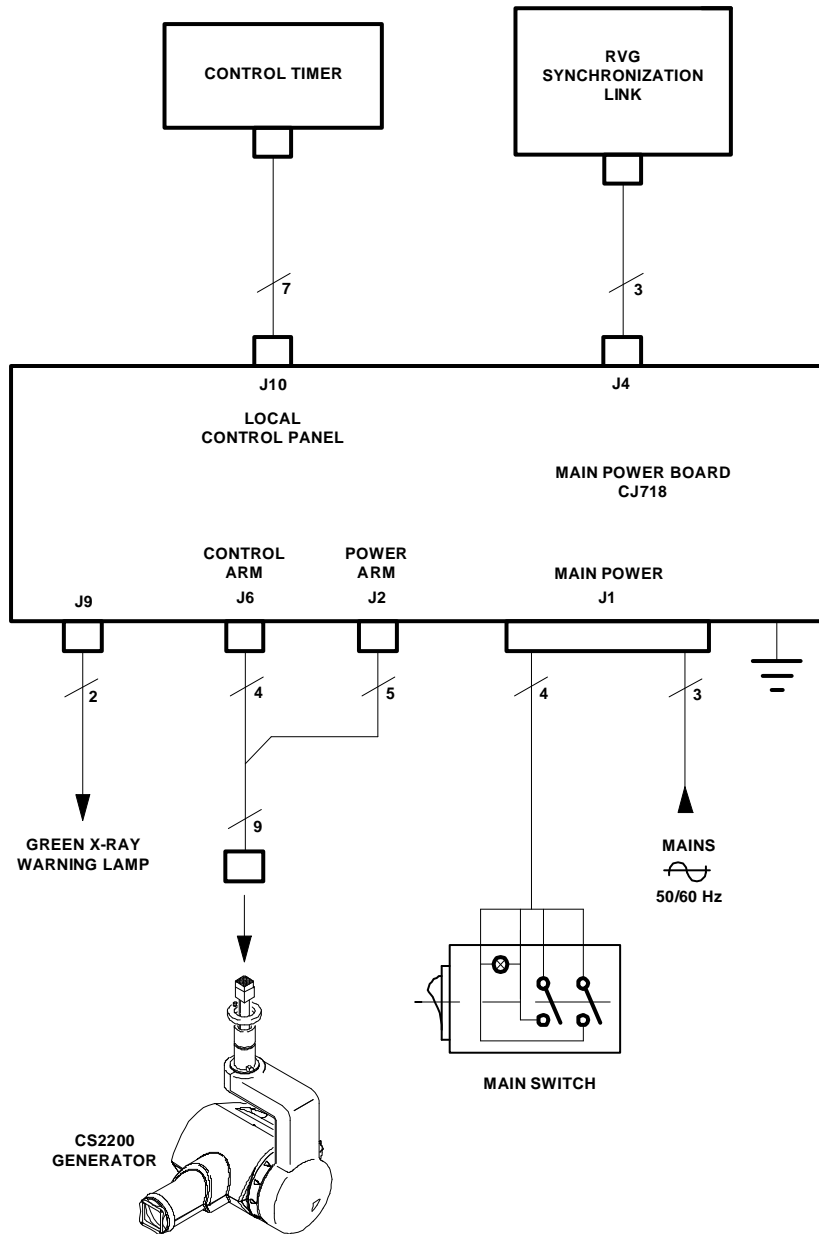 CONTROL TIMER
RVG
SYNCHRONIZATION
LINK
7
3
J10
J4
LOCAL
CONTROL PANEL
MAIN POWER BOARD
CJ718
CONTROL
ARM
POWER
ARM
MAIN POWER
J9
J6
J2
J1
2
4
5
4
3
9
GREEN X-RAY
WARNING LAMP
MAINS
50/60 Hz
MAIN SWITCH
CS2200
GENERATOR